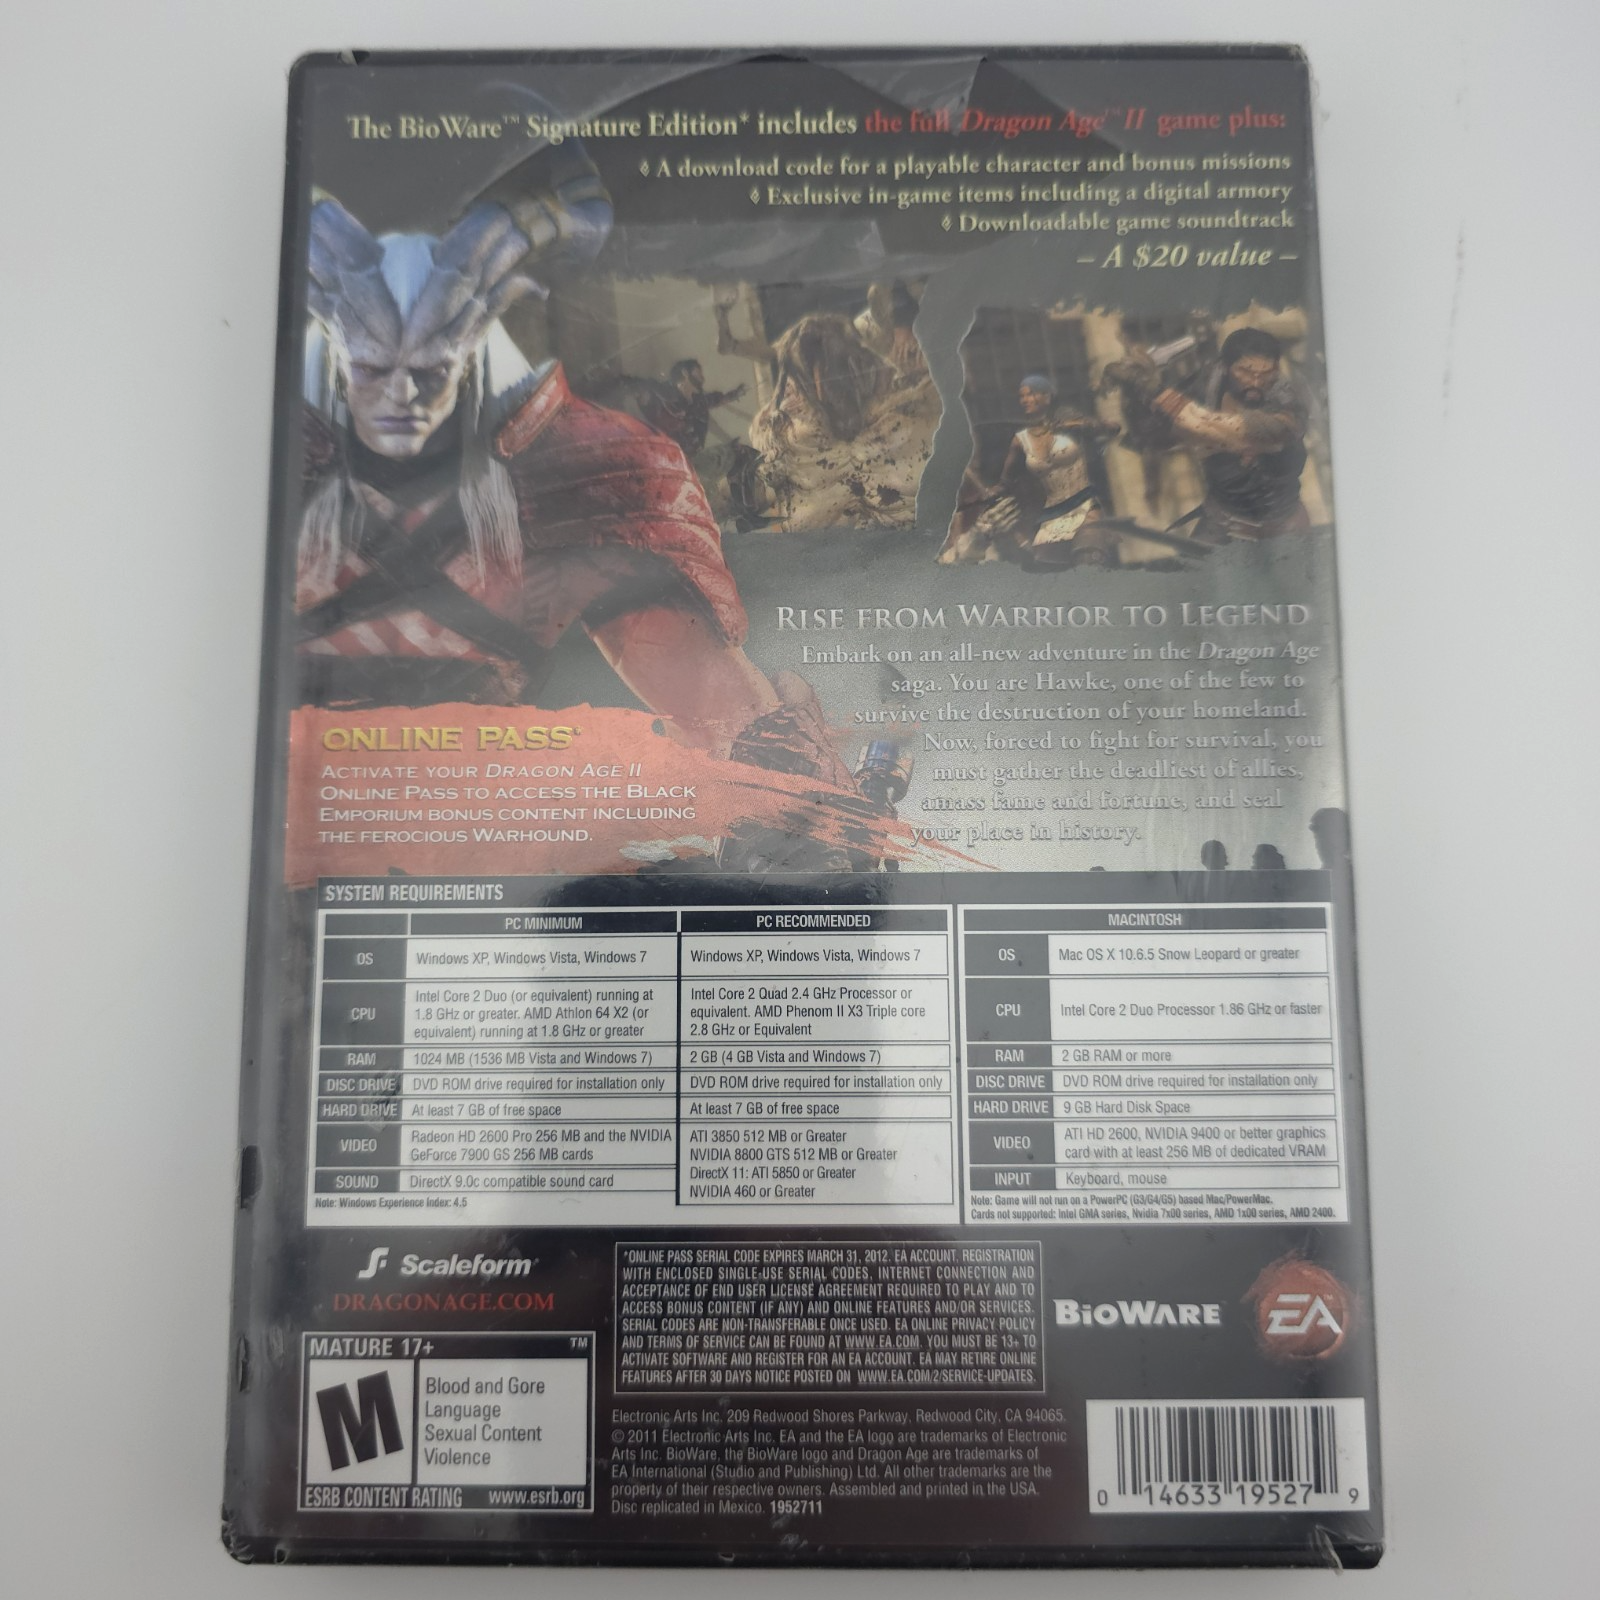 The BioWare™ Signature Edition* includes the full Dragon Age™ II game plus:
◊ A download code for a playable character and bonus missions
◊ Exclusive in-game items including a digital armory
◊ Downloadable game soundtrack
– A $20 value –
RISE FROM WARRIOR TO LEGEND
Embark on an all-new adventure in the Dragon Age
saga. You are Hawke, one of the few to
survive the destruction of your homeland.
Now, forced to fight for survival, you
must gather the deadliest of allies,
amass fame and fortune, and seal
your place in history.
ONLINE PASS*
ACTIVATE YOUR DRAGON AGE II
ONLINE PASS TO ACCESS THE BLACK
EMPORIUM BONUS CONTENT INCLUDING
THE FEROCIOUS WARHOUND.
SYSTEM REQUIREMENTS
PC MINIMUM
OS Windows XP, Windows Vista, Windows 7
CPU Intel Core 2 Duo (or equivalent) running at
1.8 GHz or greater. AMD Athlon 64 X2 (or
equivalent) running at 1.8 GHz or greater
RAM 1024 MB (1536 MB Vista and Windows 7)
DISC DRIVE DVD ROM drive required for installation only
HARD DRIVE At least 7 GB of free space
VIDEO Radeon HD 2600 Pro 256 MB and the NVIDIA
GeForce 7900 GS 256 MB cards
SOUND DirectX 9.0c compatible sound card
Note: Windows Experience Index: 4.5
PC RECOMMENDED
Windows XP, Windows Vista, Windows 7
Intel Core 2 Quad 2.4 GHz Processor or
equivalent. AMD Phenom II X3 Triple core
2.8 GHz or Equivalent
2 GB (4 GB Vista and Windows 7)
DVD ROM drive required for installation only
At least 7 GB of free space
ATI 3850 512 MB or Greater
NVIDIA 8800 GTS 512 MB or Greater
DirectX 11: ATI 5850 or Greater
NVIDIA 460 or Greater
MACINTOSH
OS Mac OS X 10.6.5 Snow Leopard or greater
CPU Intel Core 2 Duo Processor 1.86 GHz or faster
RAM 2 GB RAM or more
DISC DRIVE DVD ROM drive required for installation only
HARD DRIVE 9 GB Hard Disk Space
VIDEO ATI HD 2600, NVIDIA 9400 or better graphics
card with at least 256 MB of dedicated VRAM
INPUT Keyboard, mouse
Note: Game will not run on a PowerPC (G3/G4/G5) based Mac/PowerMac.
Cards not supported: Intel GMA series, Nvidia 7x00 series, AMD 1x00 series, AMD 2400.
Scaleform
DRAGONAGE.COM
*ONLINE PASS SERIAL CODE EXPIRES MARCH 31, 2012. EA ACCOUNT, REGISTRATION
WITH ENCLOSED SINGLE-USE SERIAL CODES, INTERNET CONNECTION AND
ACCEPTANCE OF END USER LICENSE AGREEMENT REQUIRED TO PLAY AND TO
ACCESS BONUS CONTENT (IF ANY) AND ONLINE FEATURES AND/OR SERVICES.
SERIAL CODES ARE NON-TRANSFERABLE ONCE USED. EA ONLINE PRIVACY POLICY
AND TERMS OF SERVICE CAN BE FOUND AT WWW.EA.COM. YOU MUST BE 13+ TO
ACTIVATE SOFTWARE AND REGISTER FOR AN EA ACCOUNT. EA MAY RETIRE ONLINE
FEATURES AFTER 30 DAYS NOTICE POSTED ON WWW.EA.COM/2/SERVICE-UPDATES.
BIOWARE
EA
MATURE 17+ ™
M
Blood and Gore
Language
Sexual Content
Violence
ESRB CONTENT RATING www.esrb.org
Electronic Arts Inc. 209 Redwood Shores Parkway, Redwood City, CA 94065.
© 2011 Electronic Arts Inc. EA and the EA logo are trademarks of Electronic
Arts Inc. BioWare, the BioWare logo and Dragon Age are trademarks of
EA International (Studio and Publishing) Ltd. All other trademarks are the
property of their respective owners. Assembled and printed in the USA.
Disc replicated in Mexico. 1952711
0 14633 19527 9